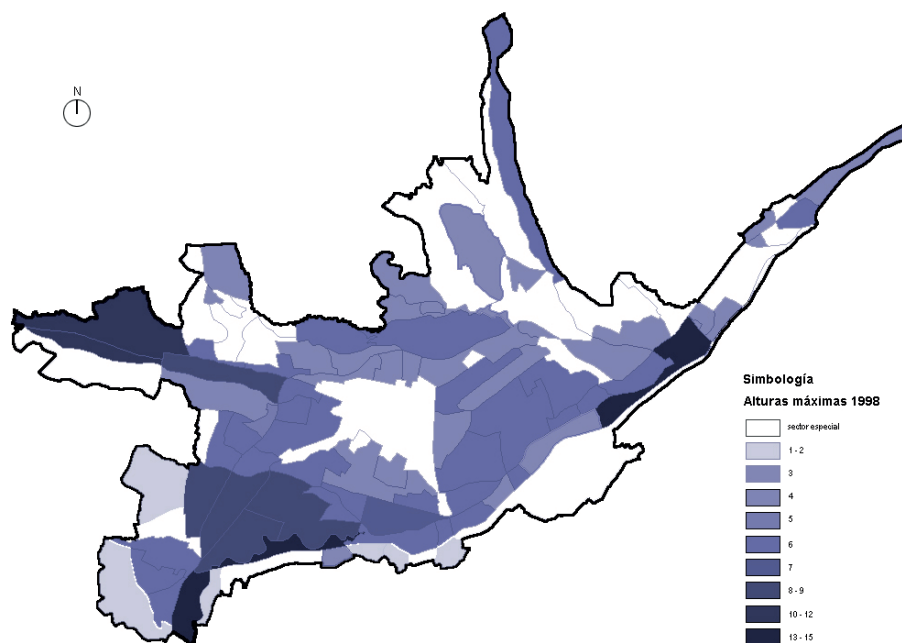 N
Simbología
Alturas máximas 1998
sector especial
1 - 2
3
4
5
6
7
8 - 9
10 - 12
13 - 15